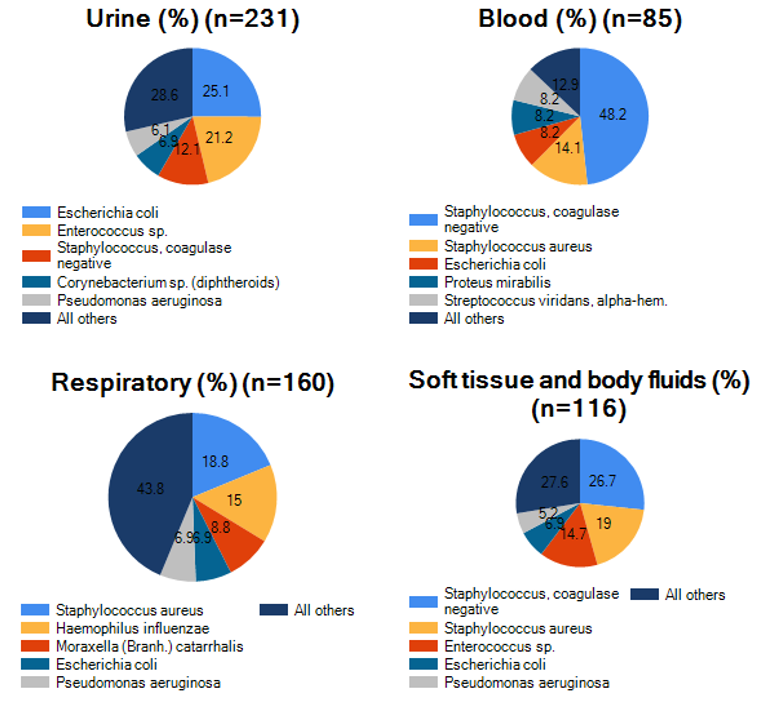 Urine (%) (n=231)
28.6
25.1
6.1
6.9
12.1
21.2
Escherichia coli
Enterococcus sp.
Staphylococcus, coagulase
negative
Corynebacterium sp. (diphtheroids)
Pseudomonas aeruginosa
All others
Blood (%) (n=85)
12.9
8.2
8.2
8.2
14.1
48.2
Staphylococcus, coagulase
negative
Staphylococcus aureus
Escherichia coli
Proteus mirabilis
Streptococcus viridans, alpha-hem.
All others
Respiratory (%) (n=160)
18.8
43.8
15
8.8
6.9
6.9
Staphylococcus aureus
Haemophilus influenzae
Moraxella (Branh.) catarrhalis
Escherichia coli
Pseudomonas aeruginosa
All others
Soft tissue and body fluids (%)
(n=116)
27.6
26.7
5.2
6.9
14.7
19
Staphylococcus, coagulase
negative
Staphylococcus aureus
Enterococcus sp.
Escherichia coli
Pseudomonas aeruginosa
All others